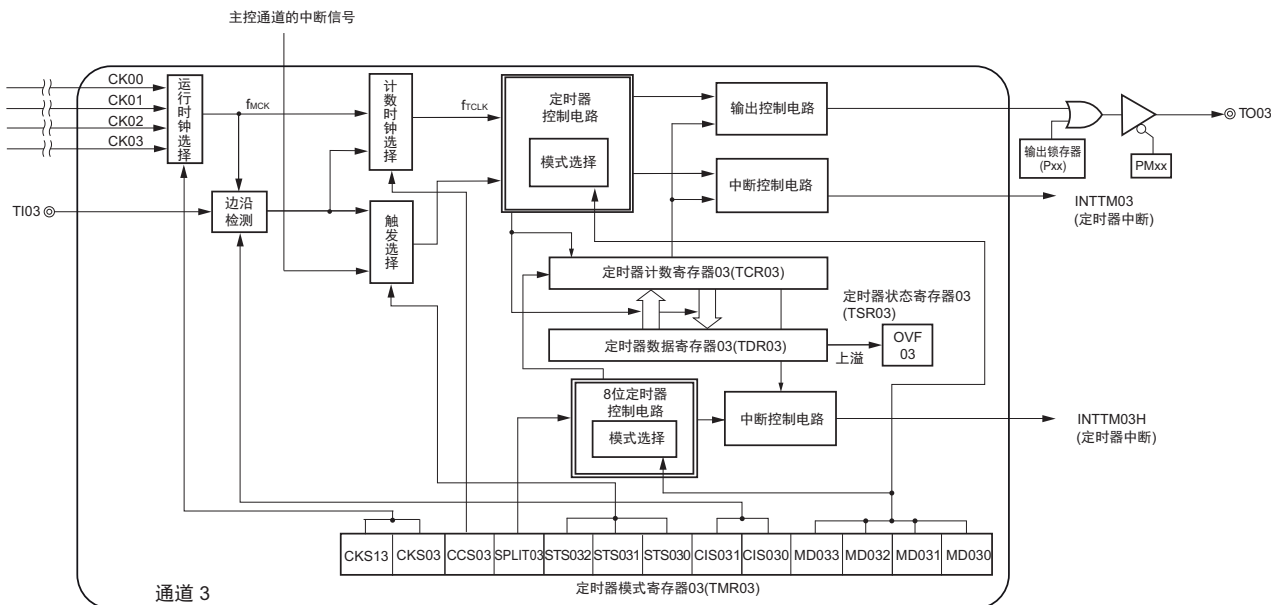 主控通道的中断信号
CK00
CK01
CK02
CK03
运行时钟选择
fMCK
计数时钟选择
fTCLK
定时器
控制电路
模式选择
输出控制电路
输出锁存器
(Pxx)
PMxx
TO03
中断控制电路
INTTM03
(定时器中断)
TI03
边沿
检测
触发选择
定时器计数寄存器03(TCR03)
定时器状态寄存器03
(TSR03)
定时器数据寄存器03(TDR03)
上溢
OVF
03
8位定时器
控制电路
模式选择
中断控制电路
INTTM03H
(定时器中断)
CKS13 CKS03 CCS03 SPLIT03 STS032 STS031 STS030 CIS031 CIS030 MD033 MD032 MD031 MD030
定时器模式寄存器03(TMR03)
通道 3